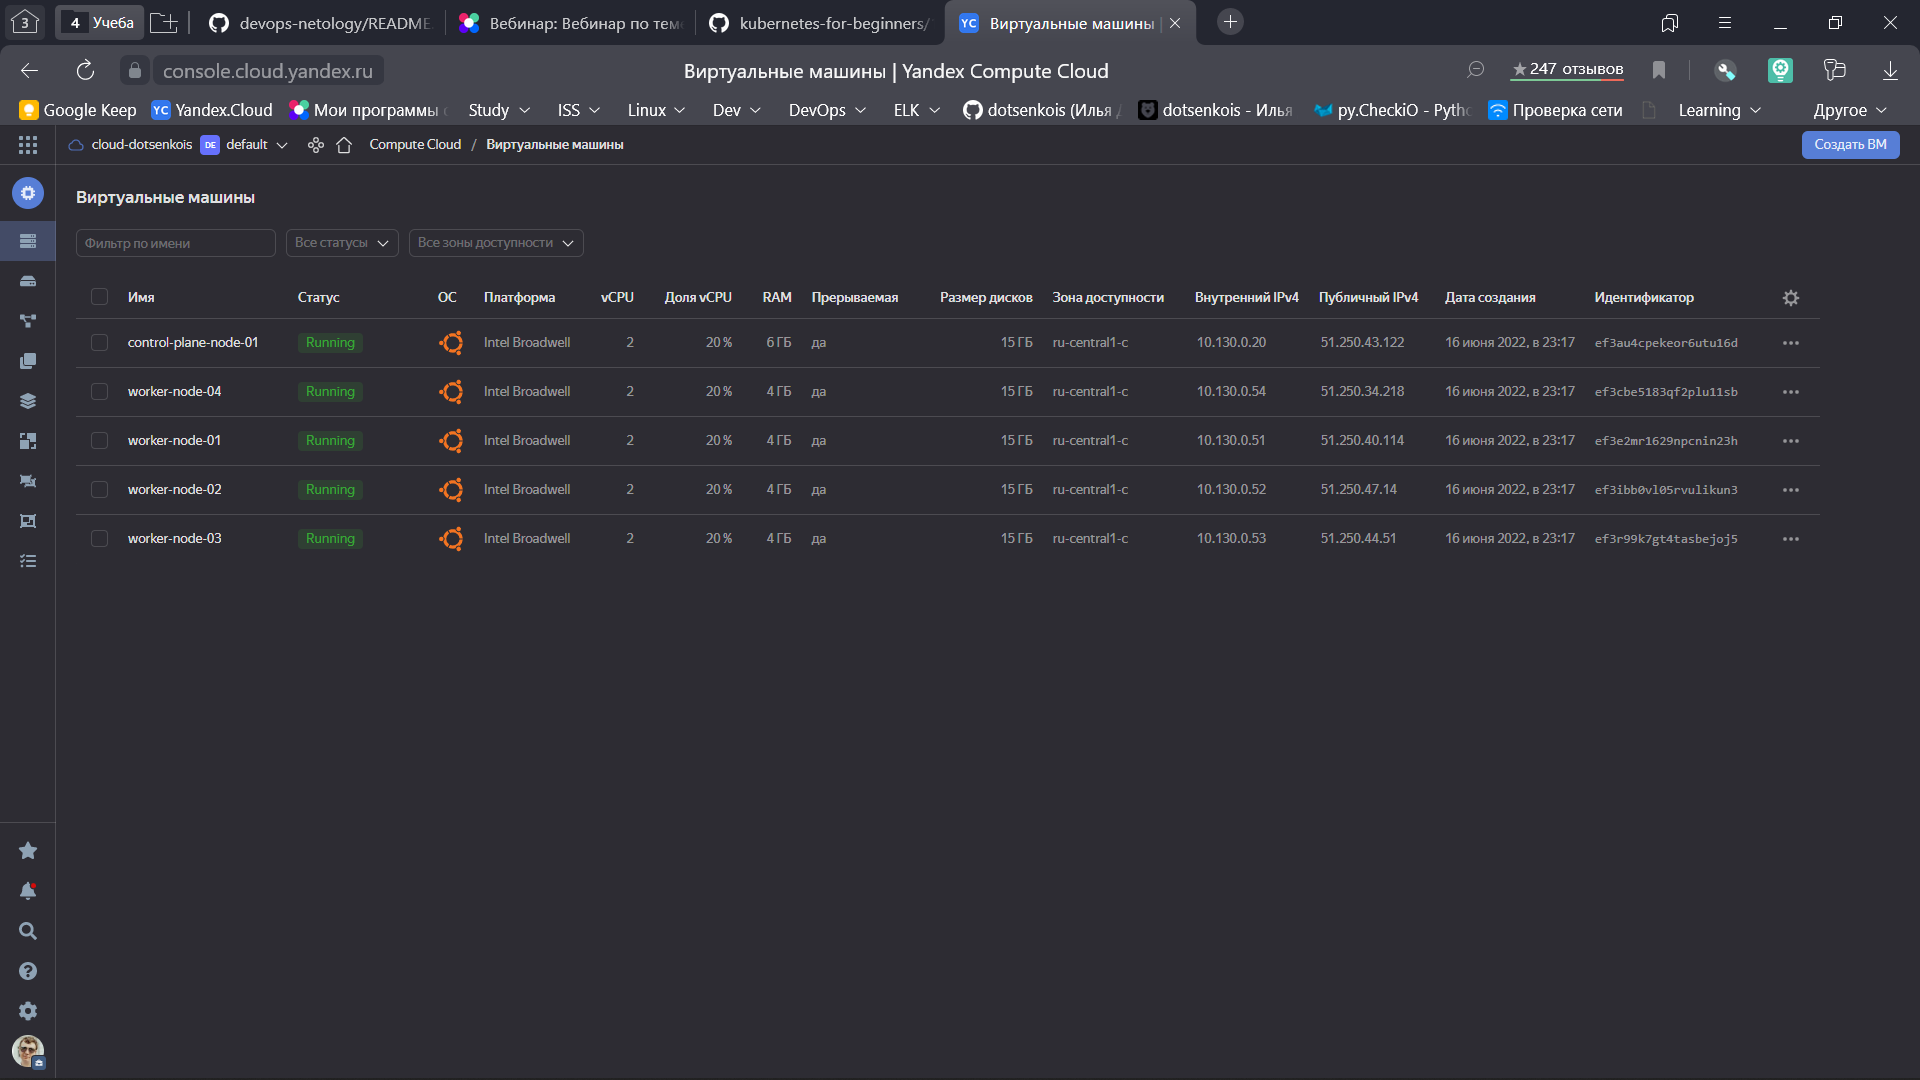 3
4 Учеба
devops-netology/README
Вебинар: Вебинар по тем
kubernetes-for-beginners/
YC Виртуальные машины |
console.cloud.yandex.ru
Виртуальные машины | Yandex Compute Cloud
★247 отзывов
Google Keep
YC Yandex.Cloud
Мои программы
Study
ISS
Linux
Dev
DevOps
ELK
dotsenkois (Илья
dotsenkois - Илья
py.CheckiO - Pytho
Проверка сети
Learning
Другое
cloud-dotsenkois DE default
Compute Cloud / Виртуальные машины
Создать ВМ
Виртуальные машины
Фильтр по имени Все статусы Все зоны доступности
Имя Статус ОС Платформа vCPU Доля vCPU RAM Прерываемая Размер дисков Зона доступности Внутренний IPv4 Публичный IPv4 Дата создания Идентификатор
control-plane-node-01 Running Intel Broadwell 2 20 % 6 ГБ да 15 ГБ ru-central1-c 10.130.0.20 51.250.43.122 16 июня 2022, в 23:17 ef3au4cpekeor6utu16d
worker-node-04 Running Intel Broadwell 2 20 % 4 ГБ да 15 ГБ ru-central1-c 10.130.0.54 51.250.34.218 16 июня 2022, в 23:17 ef3cbe5183qf2plu11sb
worker-node-01 Running Intel Broadwell 2 20 % 4 ГБ да 15 ГБ ru-central1-c 10.130.0.51 51.250.40.114 16 июня 2022, в 23:17 ef3e2mr1629npcnin23h
worker-node-02 Running Intel Broadwell 2 20 % 4 ГБ да 15 ГБ ru-central1-c 10.130.0.52 51.250.47.14 16 июня 2022, в 23:17 ef3ibb0vl05rvulikun3
worker-node-03 Running Intel Broadwell 2 20 % 4 ГБ да 15 ГБ ru-central1-c 10.130.0.53 51.250.44.51 16 июня 2022, в 23:17 ef3r99k7gt4tasbejoj5